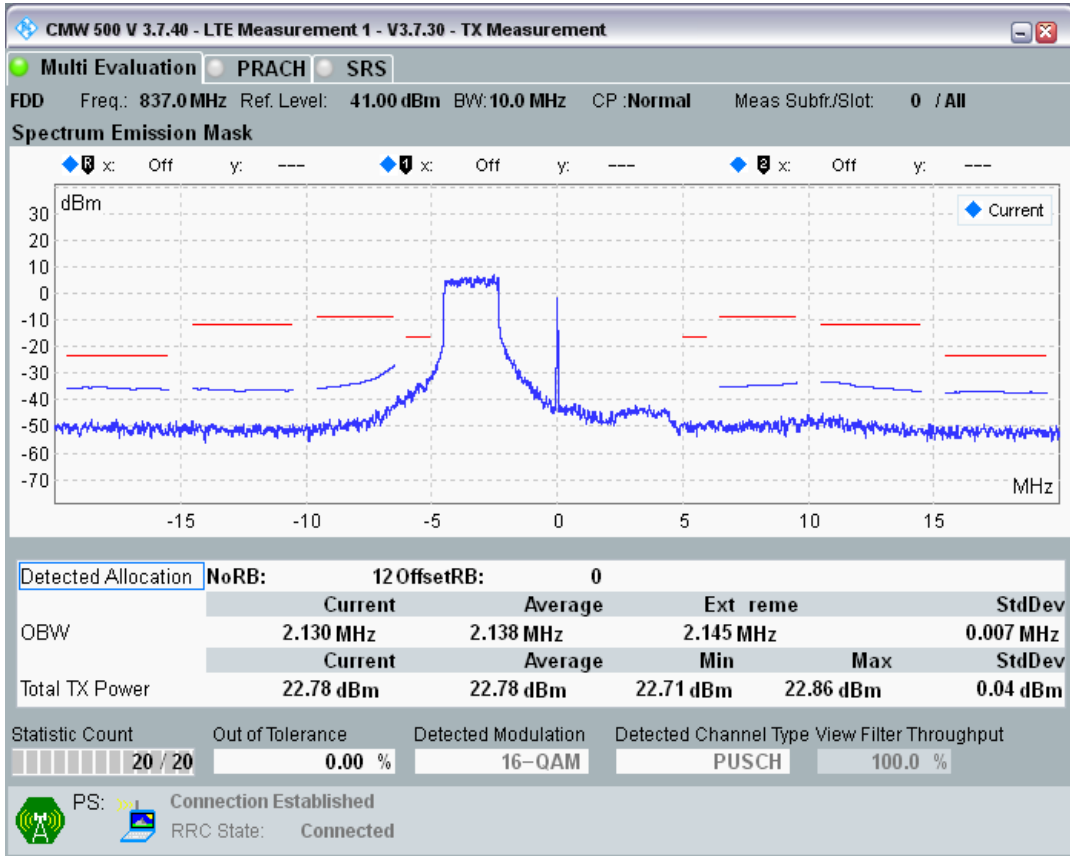 CMW 500 V 3.7.40 - LTE Measurement 1 - V3.7.30 - TX Measurement
Multi Evaluation PRACH SRS
FDD Freq.: 837.0 MHz Ref. Level: 41.00 dBm BW: 10.0 MHz CP :Normal Meas Subfr./Slot: 0 / All
Spectrum Emission Mask
R x: Off y: --- 1 x: Off y: --- 2 x: Off y: ---
dBm
Current
30
20
10
0
-10
-20
-30
-40
-50
-60
-70
MHz
-15 -10 -5 0 5 10 15
Detected Allocation NoRB: 12 OffsetRB: 0
Current Average Ext reme StdDev
OBW 2.130 MHz 2.138 MHz 2.145 MHz 0.007 MHz
Current Average Min Max StdDev
Total TX Power 22.78 dBm 22.78 dBm 22.71 dBm 22.86 dBm 0.04 dBm
Statistic Count Out of Tolerance Detected Modulation Detected Channel Type View Filter Throughput
20 / 20 0.00 % 16-QAM PUSCH 100.0 %
PS: Connection Established
RRC State: Connected